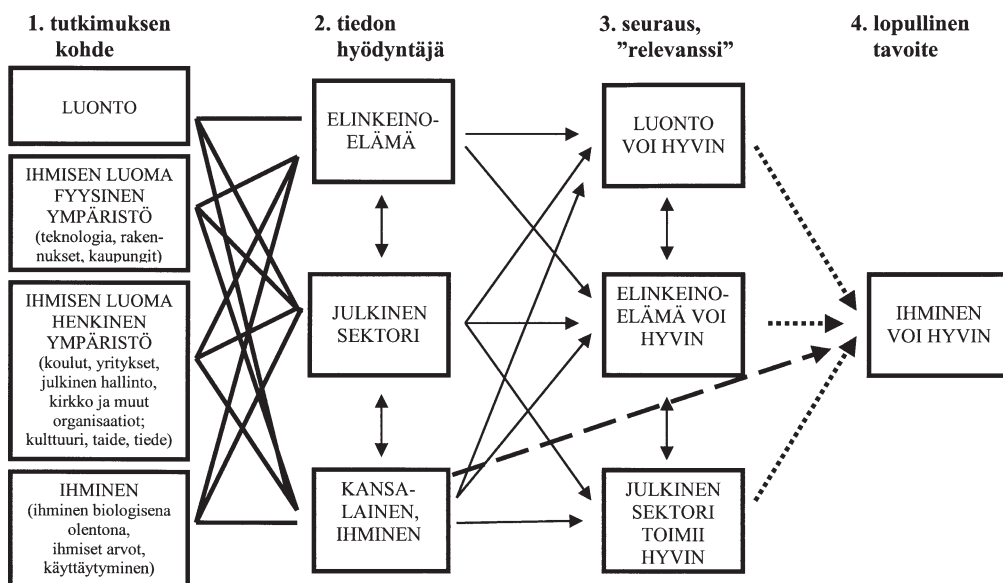 1. tutkimuksen
kohde
2. tiedon
hyödyntäjä
3. seuraus,
”relevanssi”
4. lopullinen
tavoite
LUONTO
IHMISEN LUOMA
FYYSINEN
YMPÄRISTÖ
(teknologia, raken-
nukset, kaupungit)
IHMISEN LUOMA
HENKINEN
YMPÄRISTÖ
(koulut, yritykset,
julkinen hallinto,
kirkko ja muut
organisaatiot;
kulttuuri, taide, tiede)
IHMINEN
(ihminen biologisena
olentona,
ihmiset arvot,
käyttäytyminen)
ELINKEINO-
ELÄMÄ
JULKINEN
SEKTORI
KANSA-
LAINEN,
IHMINEN
LUONTO
VOI HYVIN
ELINKEINO-
ELÄMÄ VOI
HYVIN
JULKINEN
SEKTORI
TOIMII
HYVIN
IHMINEN
VOI HYVIN